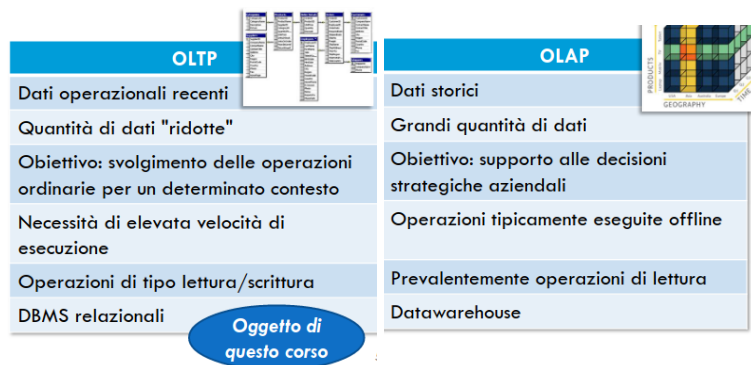 OLTP
Dati operazionali recenti
Quantità di dati "ridotte"
Obiettivo: svolgimento delle operazioni
ordinarie per un determinato contesto
Necessità di elevata velocità di
esecuzione
Operazioni di tipo lettura/scrittura
DBMS relazionali
Oggetto di
questo corso
OLAP
PRODUCTS
GEOGRAPHY
TIME
Dati storici
Grandi quantità di dati
Obiettivo: supporto alle decisioni
strategiche aziendali
Operazioni tipicamente eseguite offline
Prevalentemente operazioni di lettura
Datawarehouse